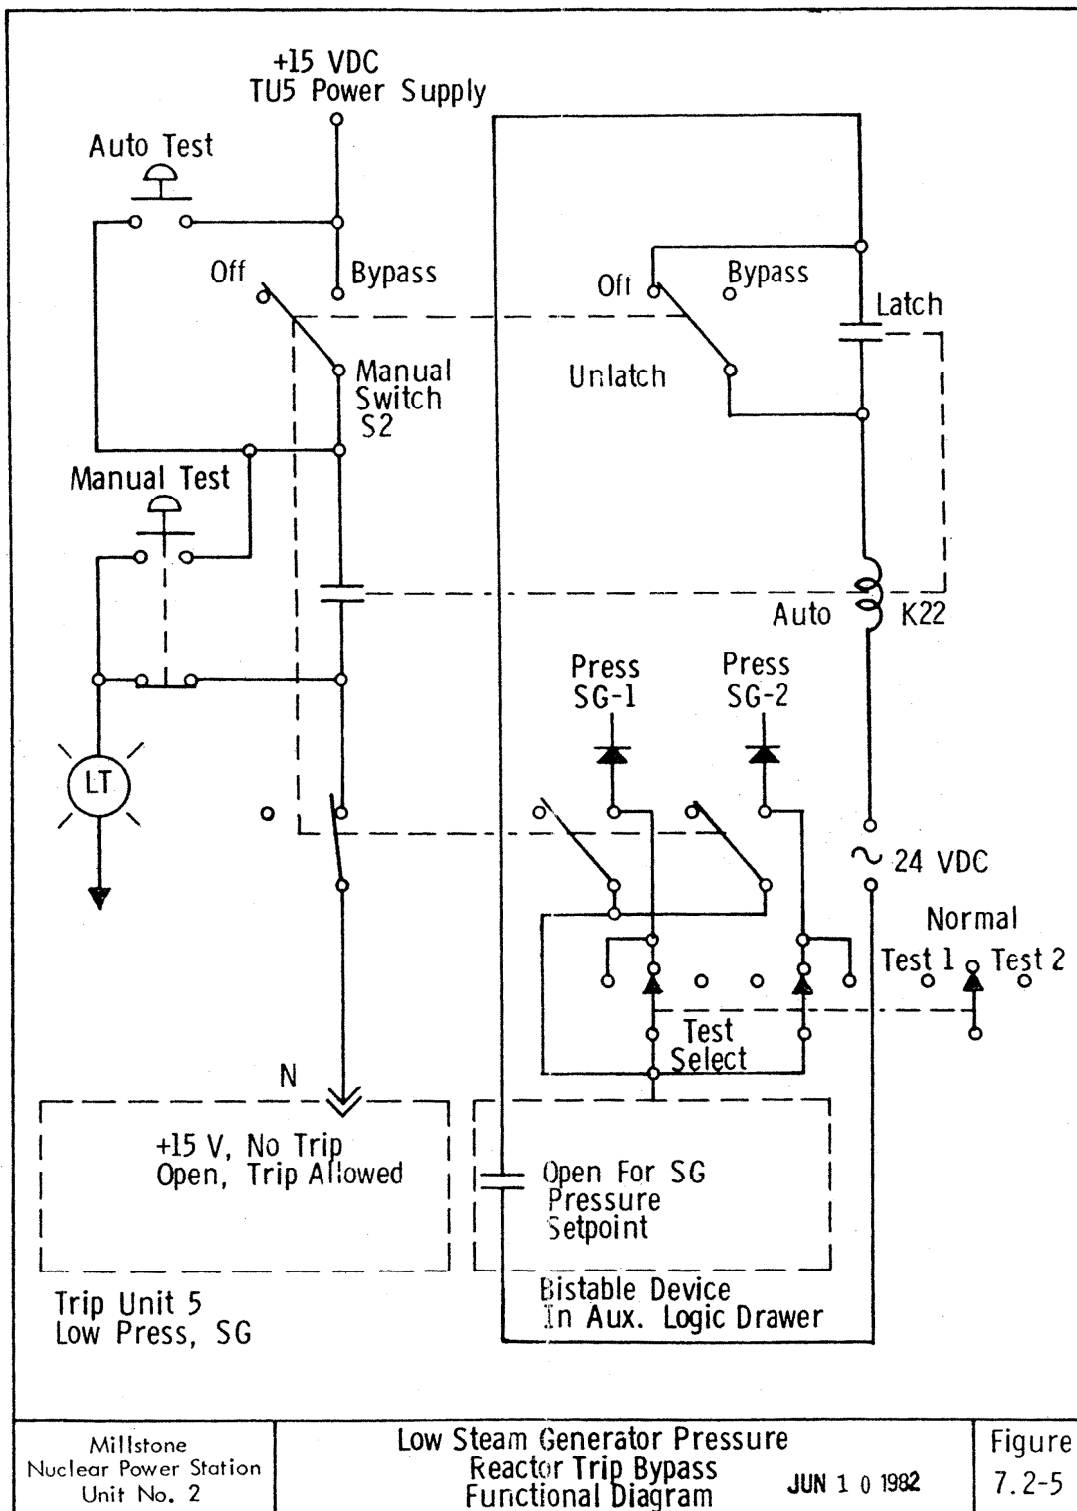 +15 VDC
TU5 Power Supply
Auto Test
Off
Bypass
Manual
Switch
S2
Off
Bypass
Latch
Unlatch
Manual Test
Auto
K22
Press
SG-1
Press
SG-2
LT
24 VDC
Normal
Test 1
Test 2
Test
Select
N
+15 V, No Trip
Open, Trip Allowed
Open For SG
Pressure
Setpoint
Trip Unit 5
Low Press, SG
Bistable Device
In Aux. Logic Drawer
Millstone
Nuclear Power Station
Unit No. 2
Low Steam Generator Pressure
Reactor Trip Bypass
Functional Diagram
JUN 10 1982
Figure
7.2-5